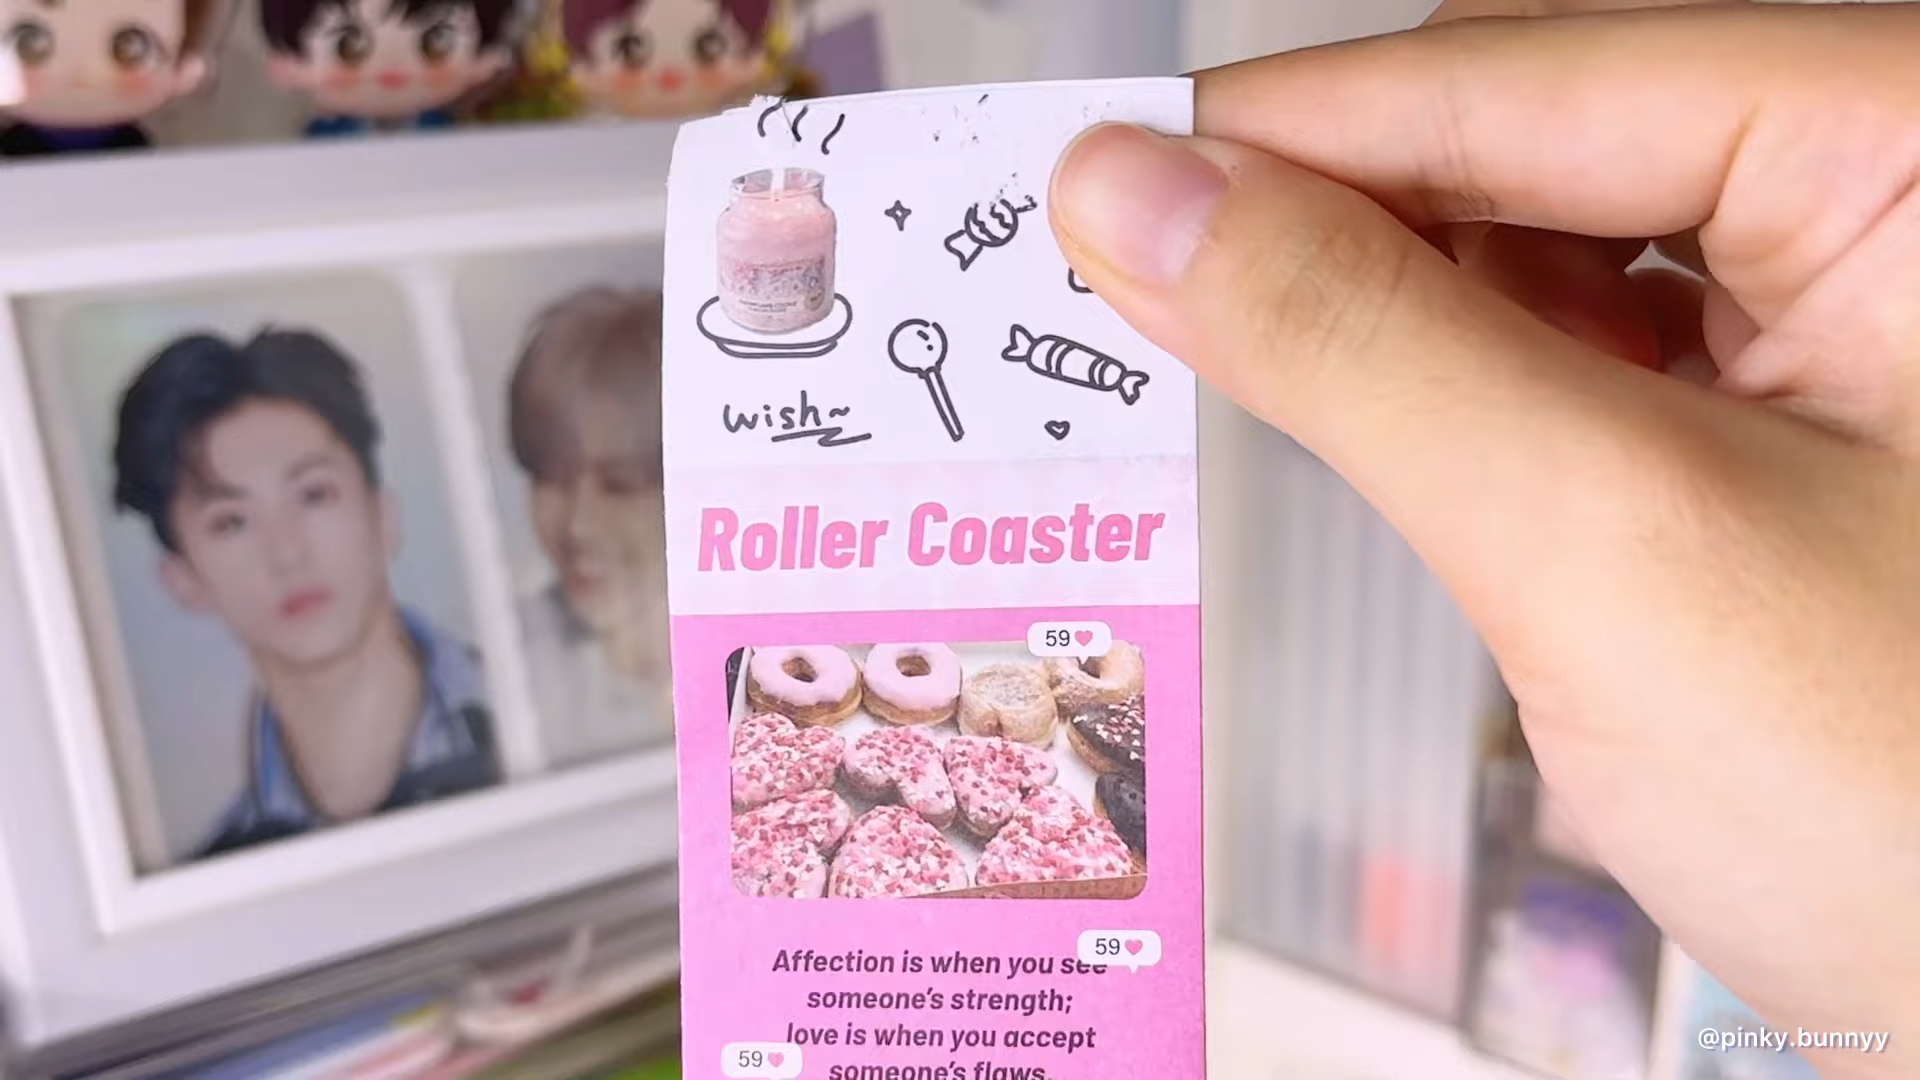 wish~
Roller Coaster
59
59
Affection is when you see
someone's strength;
love is when you accept
59
someone's flaws.
@pinky.bunnyy